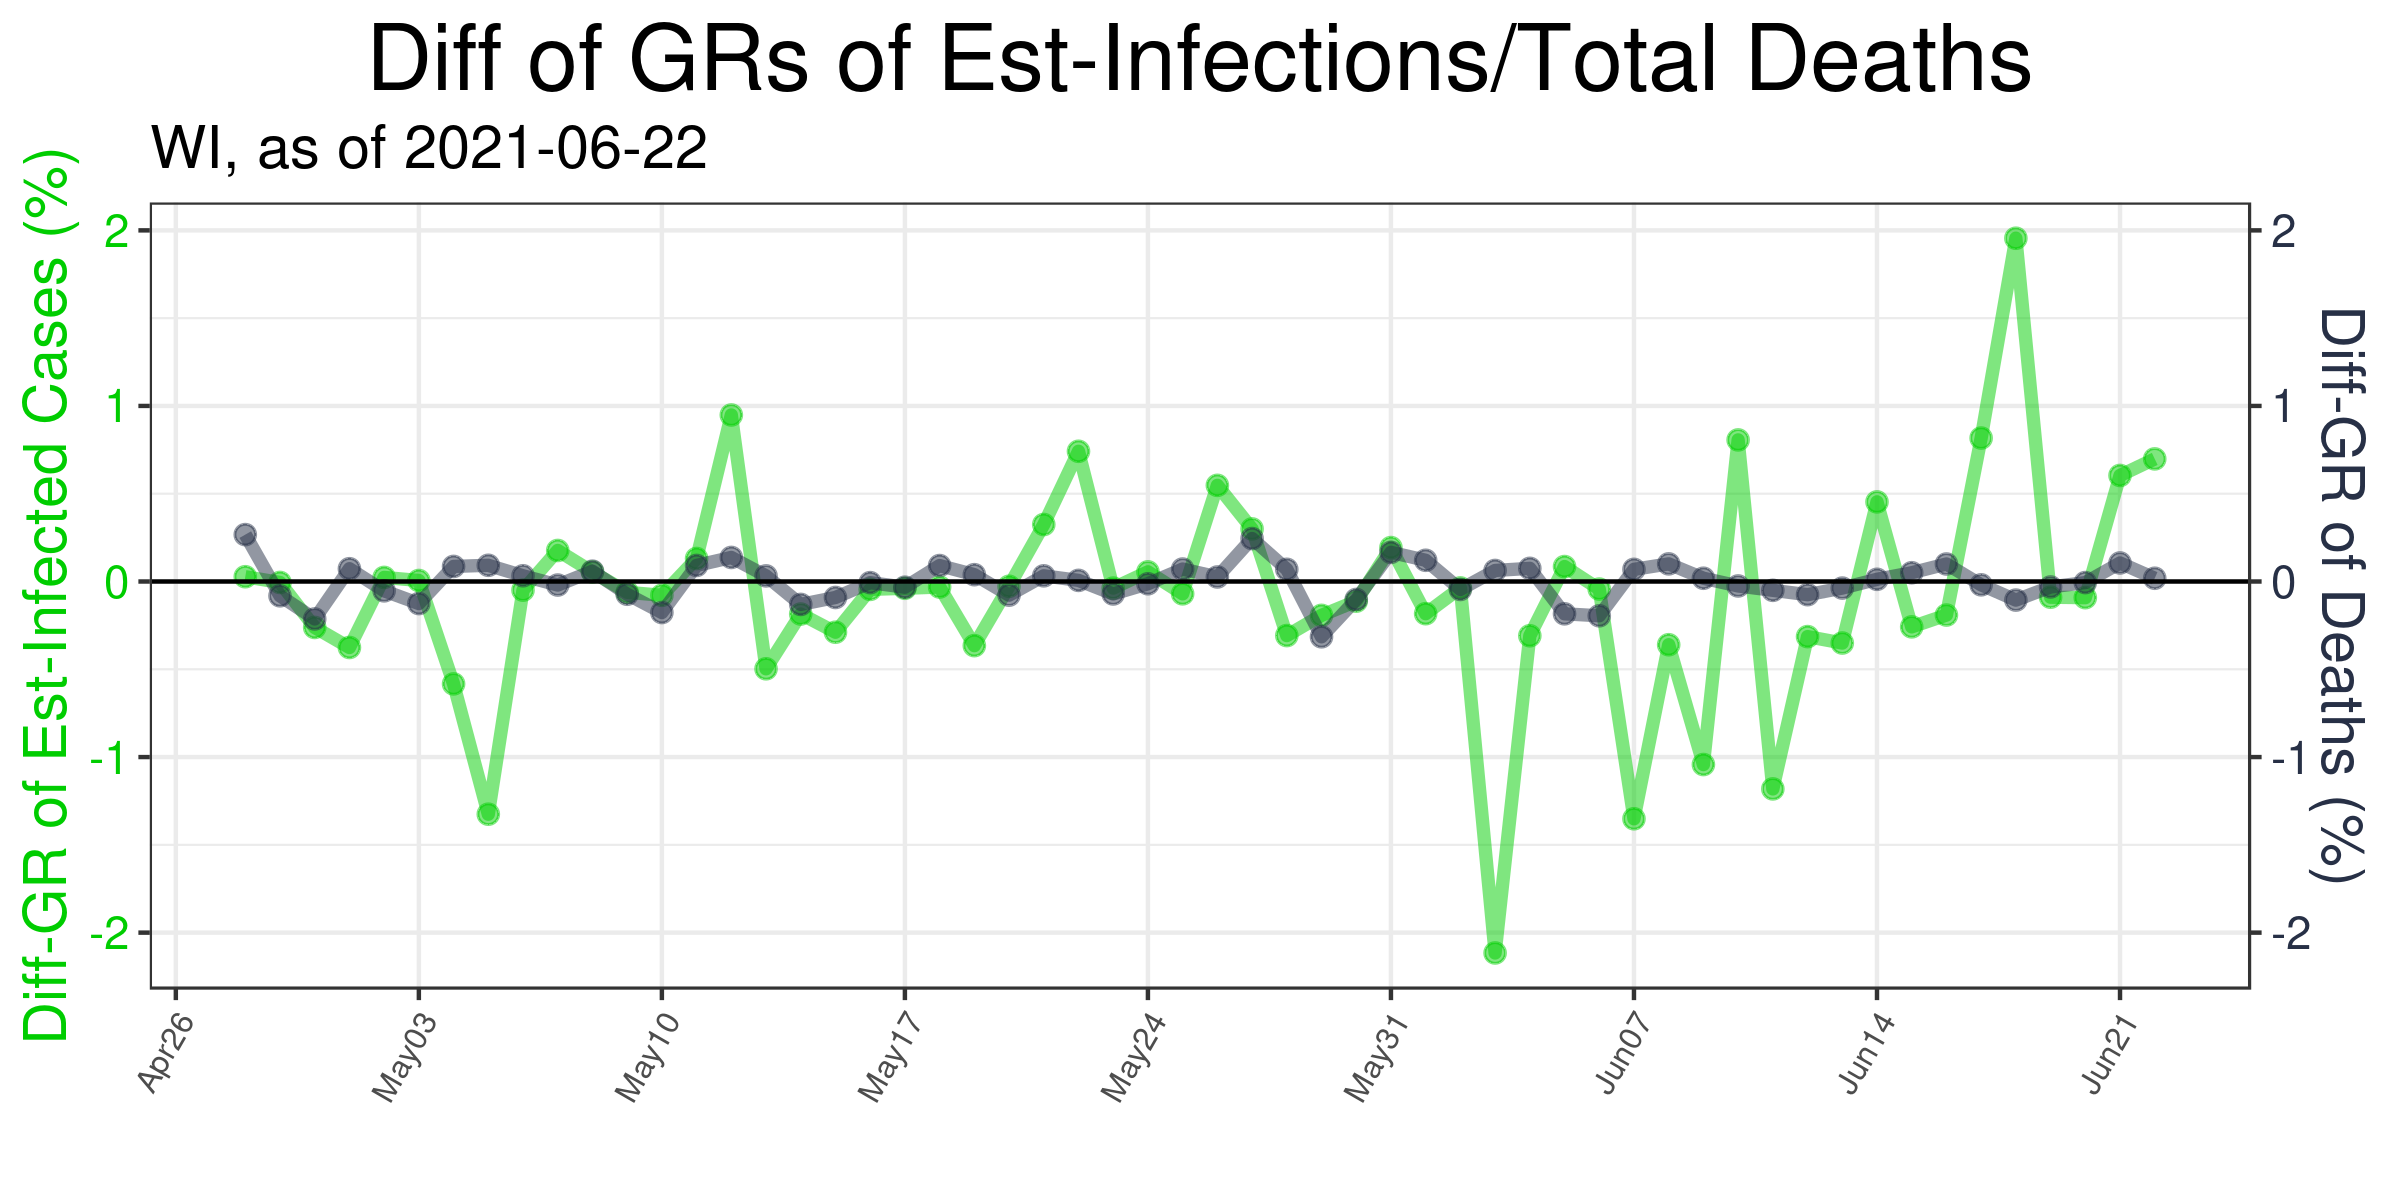 Diff of GRs of Est-Infections/Total Deaths
WI, as of 2021-06-22
Diff-GR of Est-Infected Cases (%)
2
1
0
-1
-2
2
1
0
-1
-2
Diff-GR of Deaths (%)
Apr26
May03
May10
May17
May24
May31
Jun07
Jun14
Jun21